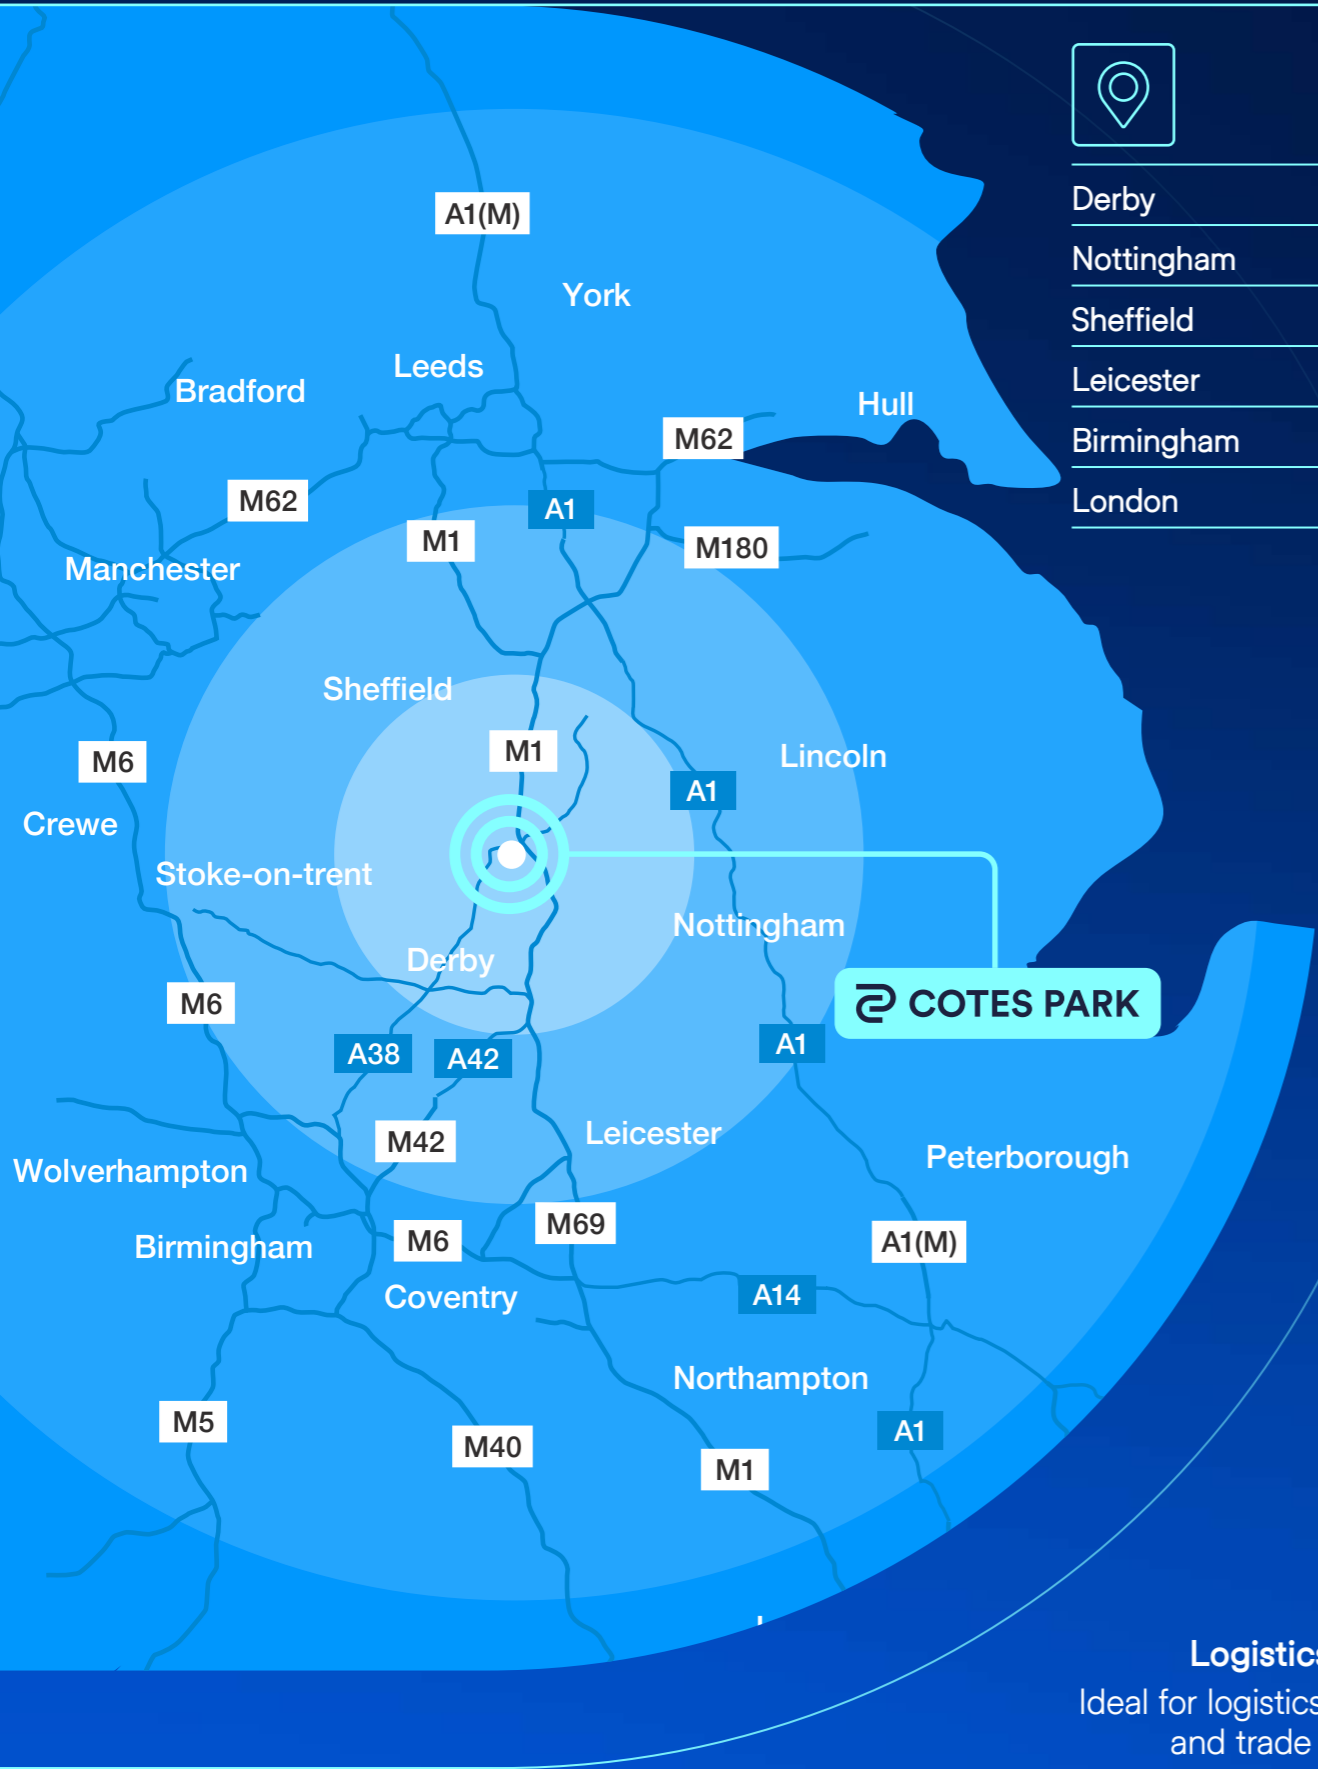 A1(M)
York
Leeds
Bradford
Hull
M62
M62
A1
M1
M180
Manchester
Sheffield
M1
Lincoln
M6
A1
Crewe
Stoke-on-trent
Nottingham
Derby
COTES PARK
M6
A38
A42
A1
M42
Leicester
Peterborough
Wolverhampton
M69
Birmingham
M6
A1(M)
Coventry
A14
Northampton
M5
A1
M40
M1
Derby
Nottingham
Sheffield
Leicester
Birmingham
London
Logistics
Ideal for logistics
and trade